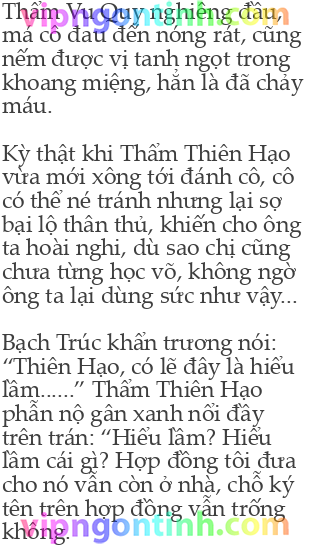 vipngontinh.com
Thẩm Vu Quy nghiêng đầu,
má cô đau đến nóng rát, cũng
nếm được vị tanh ngọt trong
khoang miệng, hẳn là đã chảy
máu.
Kỳ thật khi Thẩm Thiên Hạo
vừa mới xông tới đánh cô, cô
có thể né tránh nhưng lại sợ
bại lộ thân thủ, khiến cho ông
ta hoài nghi, dù sao chị cũng
chưa từng học võ, không ngờ
ông ta lại dùng sức như vậy...
Bạch Trúc khẩn trương nói:
“Thiên Hạo, có lẽ đây là hiểu
lầm......” Thẩm Thiên Hạo
phẫn nộ gân xanh nổi đầy
trên trán: “Hiểu lầm? Hiểu
lầm cái gì? Hợp đồng tôi đưa
cho nó vẫn còn ở nhà, chỗ ký
tên trên hợp đồng vẫn trống
không.
vipngontinh.com